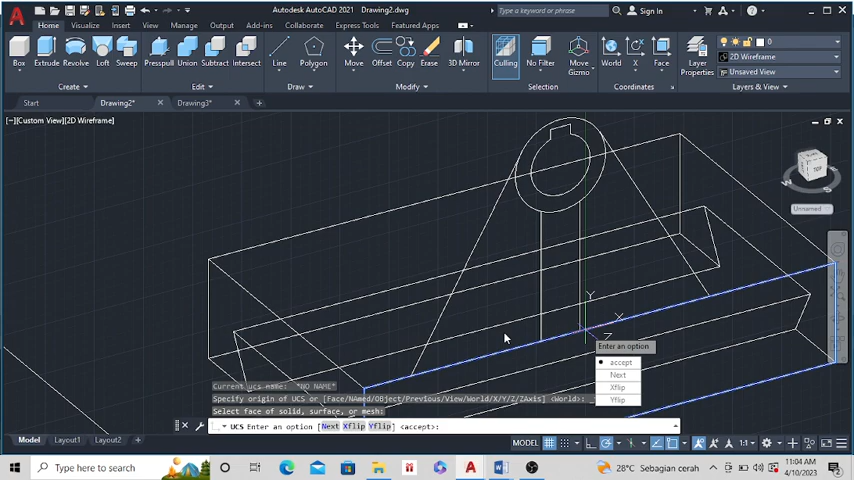 Autodesk AutoCAD 2021 Drawing2.dwg
Type a keyword or phrase
Sign In
Home Insert Annotate View Manage Output Add-ins Collaborate Express Tools Featured Apps
Box Extrude Revolve Loft Sweep Presspull Union Subtract Intersect Line Polygon Move Offset Copy Erase 3D Mirror Culling No Filter Move Gizmo World X Face Layer Properties
0
2D Wireframe
Unsaved View
Create Draw Modify Selection Coordinates Layers & View
Start Drawing2* Drawing3*
[−][Custom View][2D Wireframe]
W TOP S
Unnamed
Y
X
Z
Enter an option
accept
Next
Xflip
Yflip
Current ucs name: *NO NAME*
Specify origin of UCS or [Face/NAmed/OBject/Previous/View/World/X/Y/Z/ZAxis] <World>:
Select face of solid, surface, or mesh:
UCS Enter an option [Next Xflip Yflip] <accept>:
Model Layout1 Layout2 + MODEL 1:1
Type here to search
28°C Sebagian cerah
11:04 AM
4/10/2023